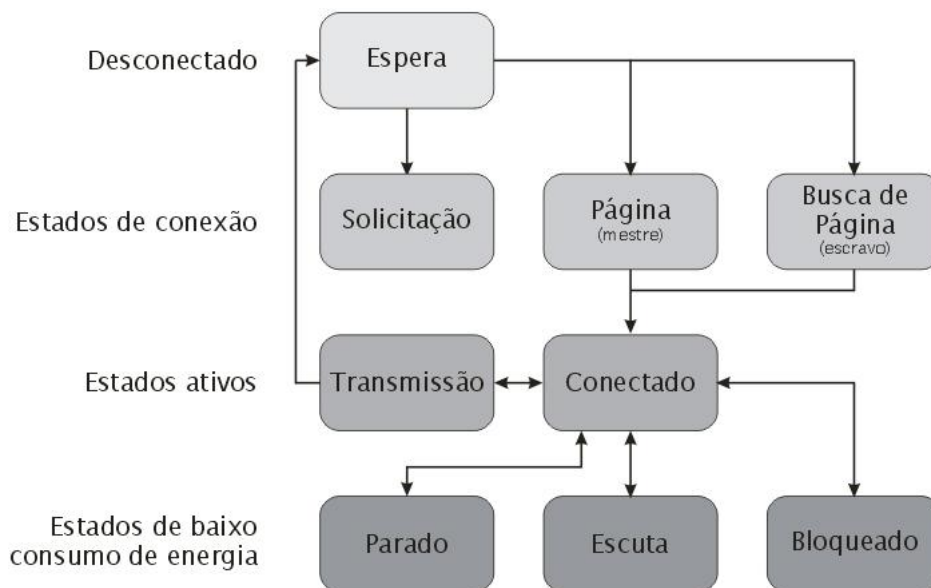 Desconectado
Espera
Estados de conexão
Solicitação
Página
(mestre)
Busca de
Página
(escravo)
Estados ativos
Transmissão
Conectado
Estados de baixo
consumo de energia
Parado
Escuta
Bloqueado